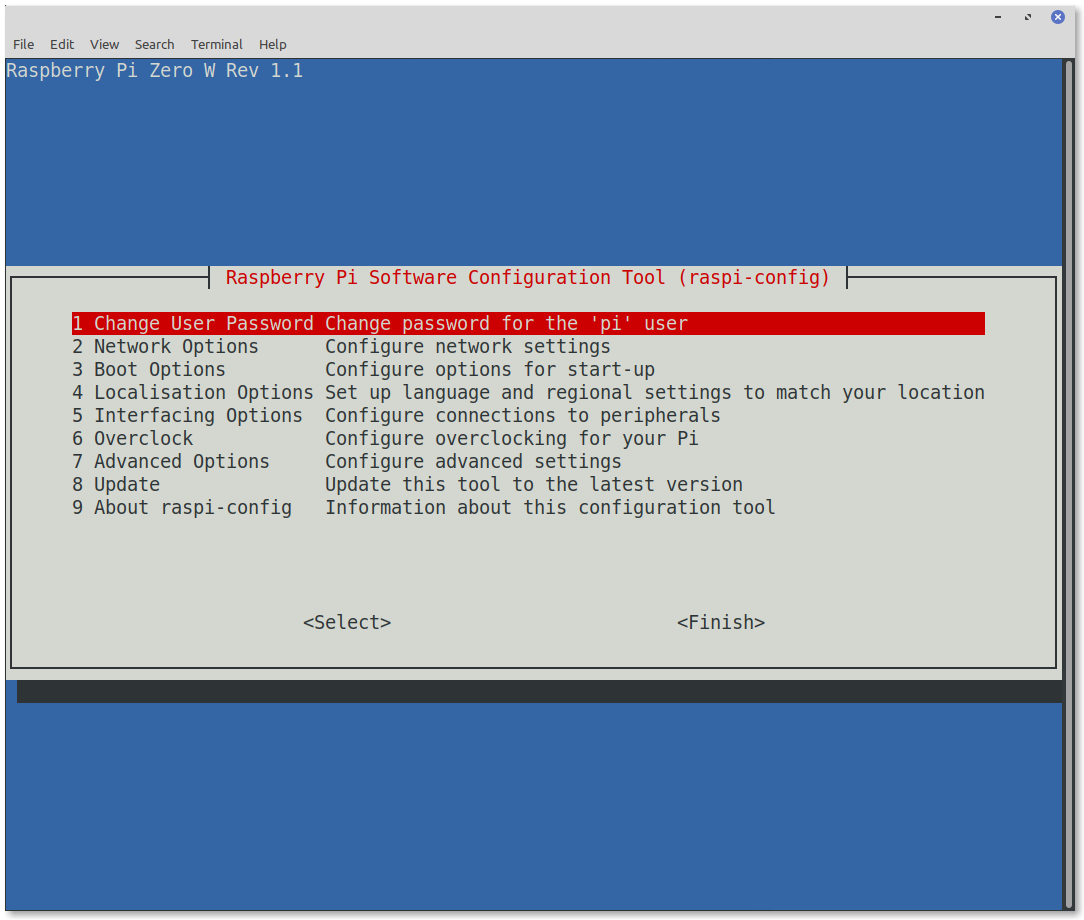 File Edit View Search Terminal Help
Raspberry Pi Zero W Rev 1.1
Raspberry Pi Software Configuration Tool (raspi-config)
1 Change User Password Change password for the 'pi' user
2 Network Options Configure network settings
3 Boot Options Configure options for start-up
4 Localisation Options Set up language and regional settings to match your location
5 Interfacing Options Configure connections to peripherals
6 Overclock Configure overclocking for your Pi
7 Advanced Options Configure advanced settings
8 Update Update this tool to the latest version
9 About raspi-config Information about this configuration tool
<Select> <Finish>